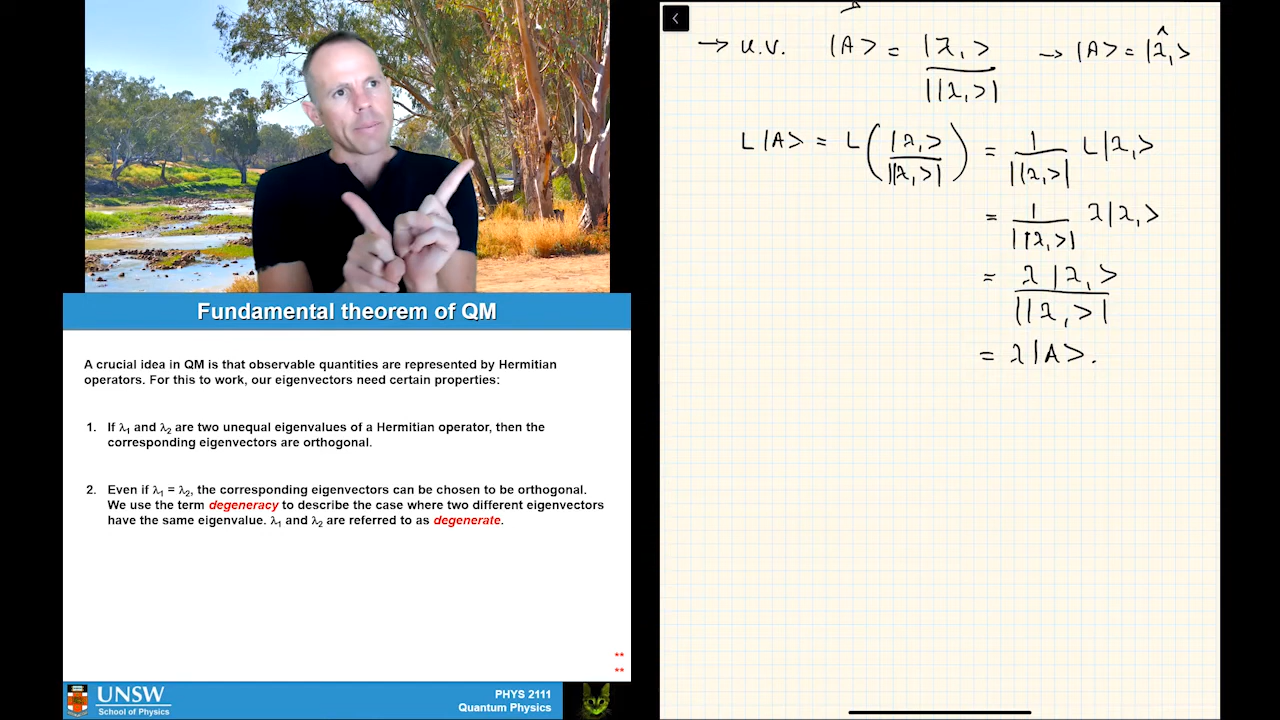 Fundamental theorem of QM
A crucial idea in QM is that observable quantities are represented by Hermitian
operators. For this to work, our eigenvectors need certain properties:
1. If λ₁ and λ₂ are two unequal eigenvalues of a Hermitian operator, then the
corresponding eigenvectors are orthogonal.
2. Even if λ₁ = λ₂, the corresponding eigenvectors can be chosen to be orthogonal.
We use the term degeneracy to describe the case where two different eigenvectors
have the same eigenvalue. λ₁ and λ₂ are referred to as degenerate.
**
**
UNSW
School of Physics
PHYS 2111
Quantum Physics
→ u.v. |A> = |λ₁> / ||λ₁>| → |A> = |λ̂₁>
L|A> = L(|λ₁> / ||λ₁>|) = 1 / ||λ₁>| L|λ₁>
= 1 / ||λ₁>| λ|λ₁>
= λ|λ₁> / ||λ₁>|
= λ|A>.